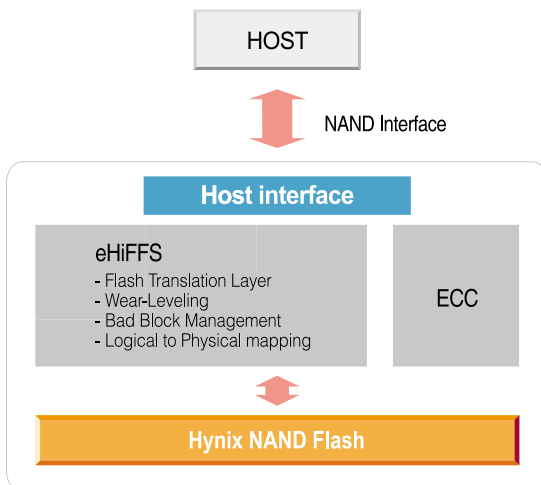 HOST
NAND Interface
Host interface
eHiFFS
- Flash Translation Layer
- Wear-Leveling
- Bad Block Management
- Logical to Physical mapping
ECC
Hynix NAND Flash